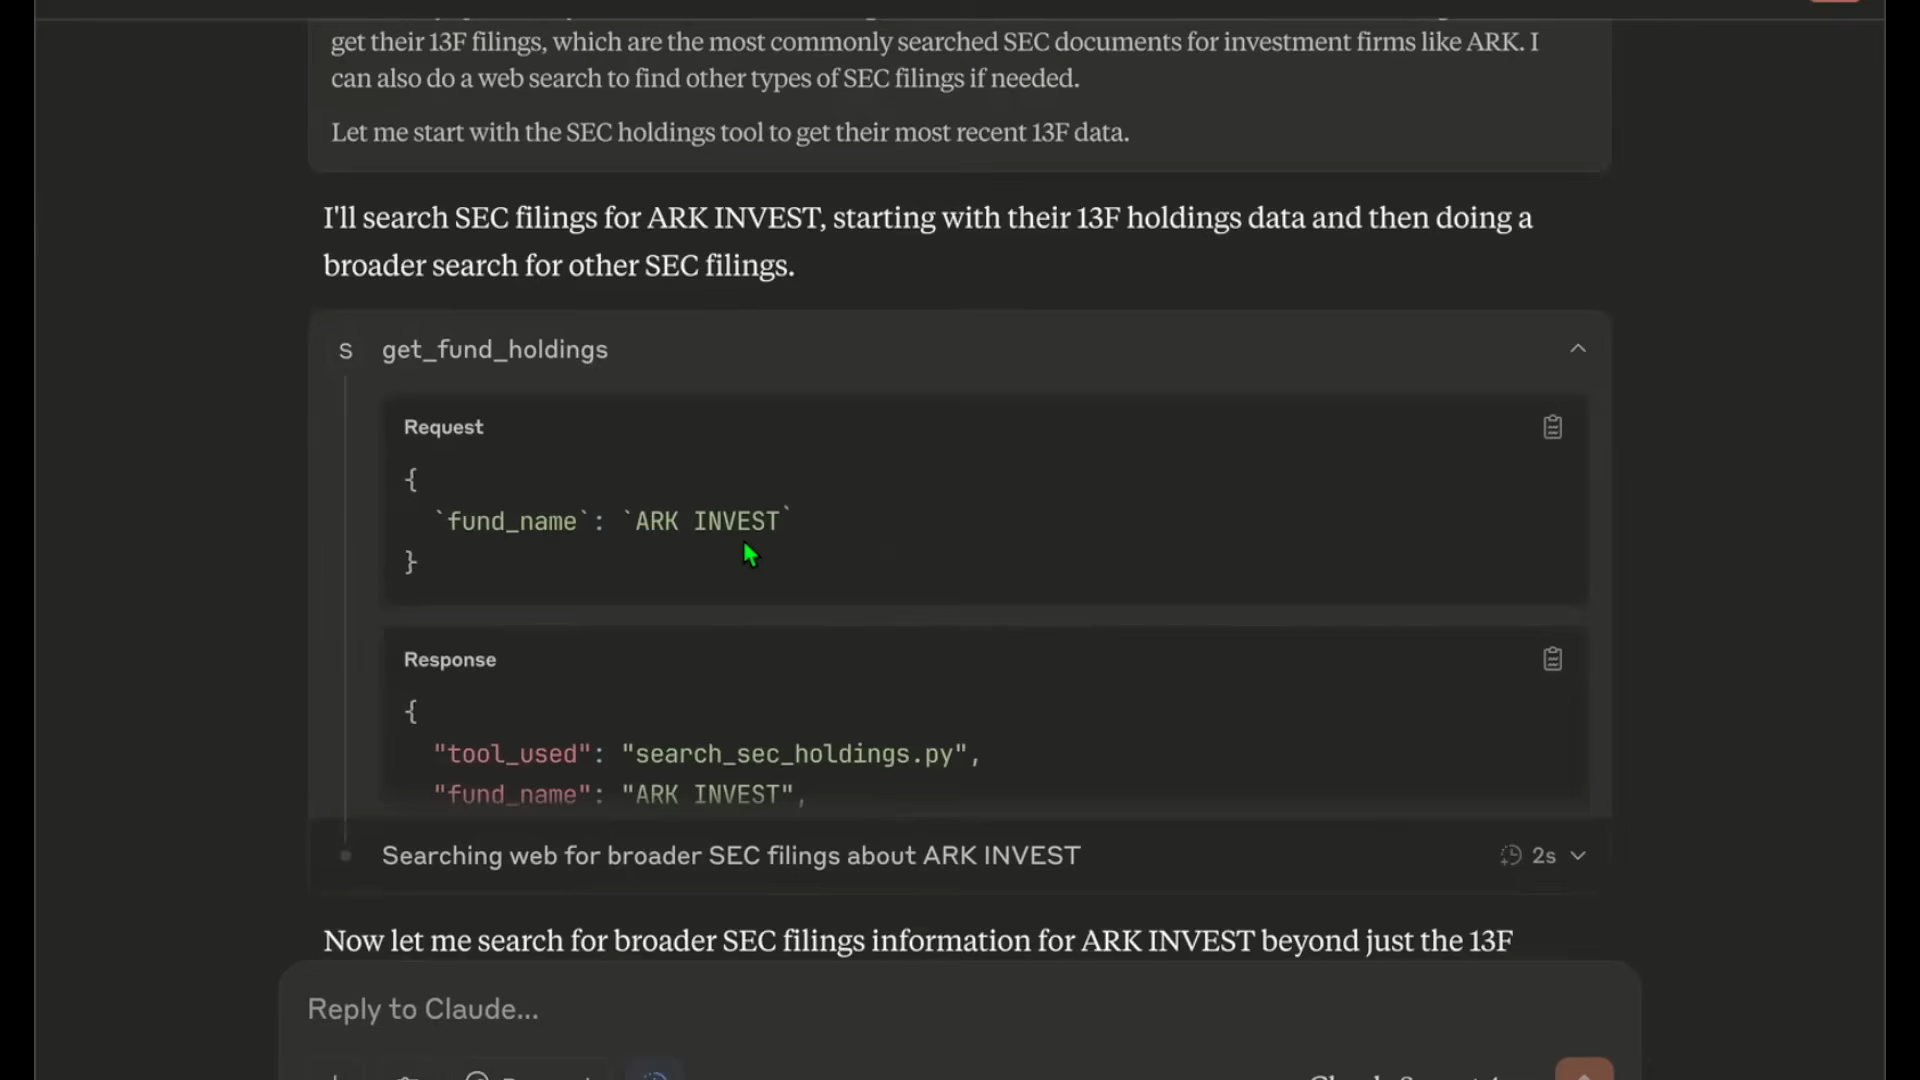 get their 13F filings, which are the most commonly searched SEC documents for investment firms like ARK. I
can also do a web search to find other types of SEC filings if needed.
Let me start with the SEC holdings tool to get their most recent 13F data.
I'll search SEC filings for ARK INVEST, starting with their 13F holdings data and then doing a
broader search for other SEC filings.
S get_fund_holdings
Request
{
`fund_name`: `ARK INVEST`
}
Response
{
"tool_used": "search_sec_holdings.py",
"fund_name": "ARK INVEST",
Searching web for broader SEC filings about ARK INVEST 2s
Now let me search for broader SEC filings information for ARK INVEST beyond just the 13F
Reply to Claude...